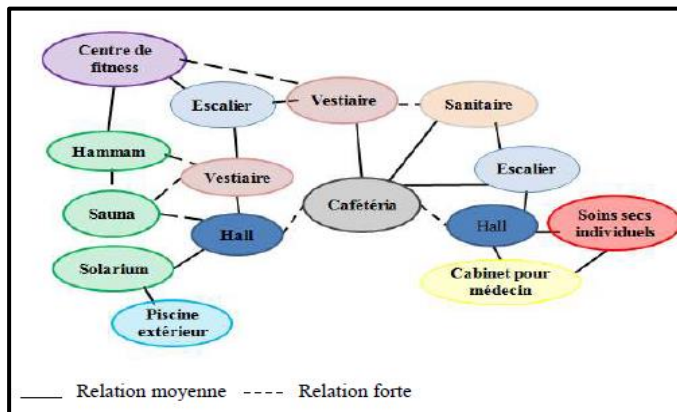 Centre de
fitness
Escalier
Vestiaire
Sanitaire
Hammam
Vestiaire
Escalier
Sauna
Cafétéria
Hall
Hall
Soins secs
individuels
Solarium
Cabinet pour
médecin
Piscine
extérieur
Relation moyenne
Relation forte